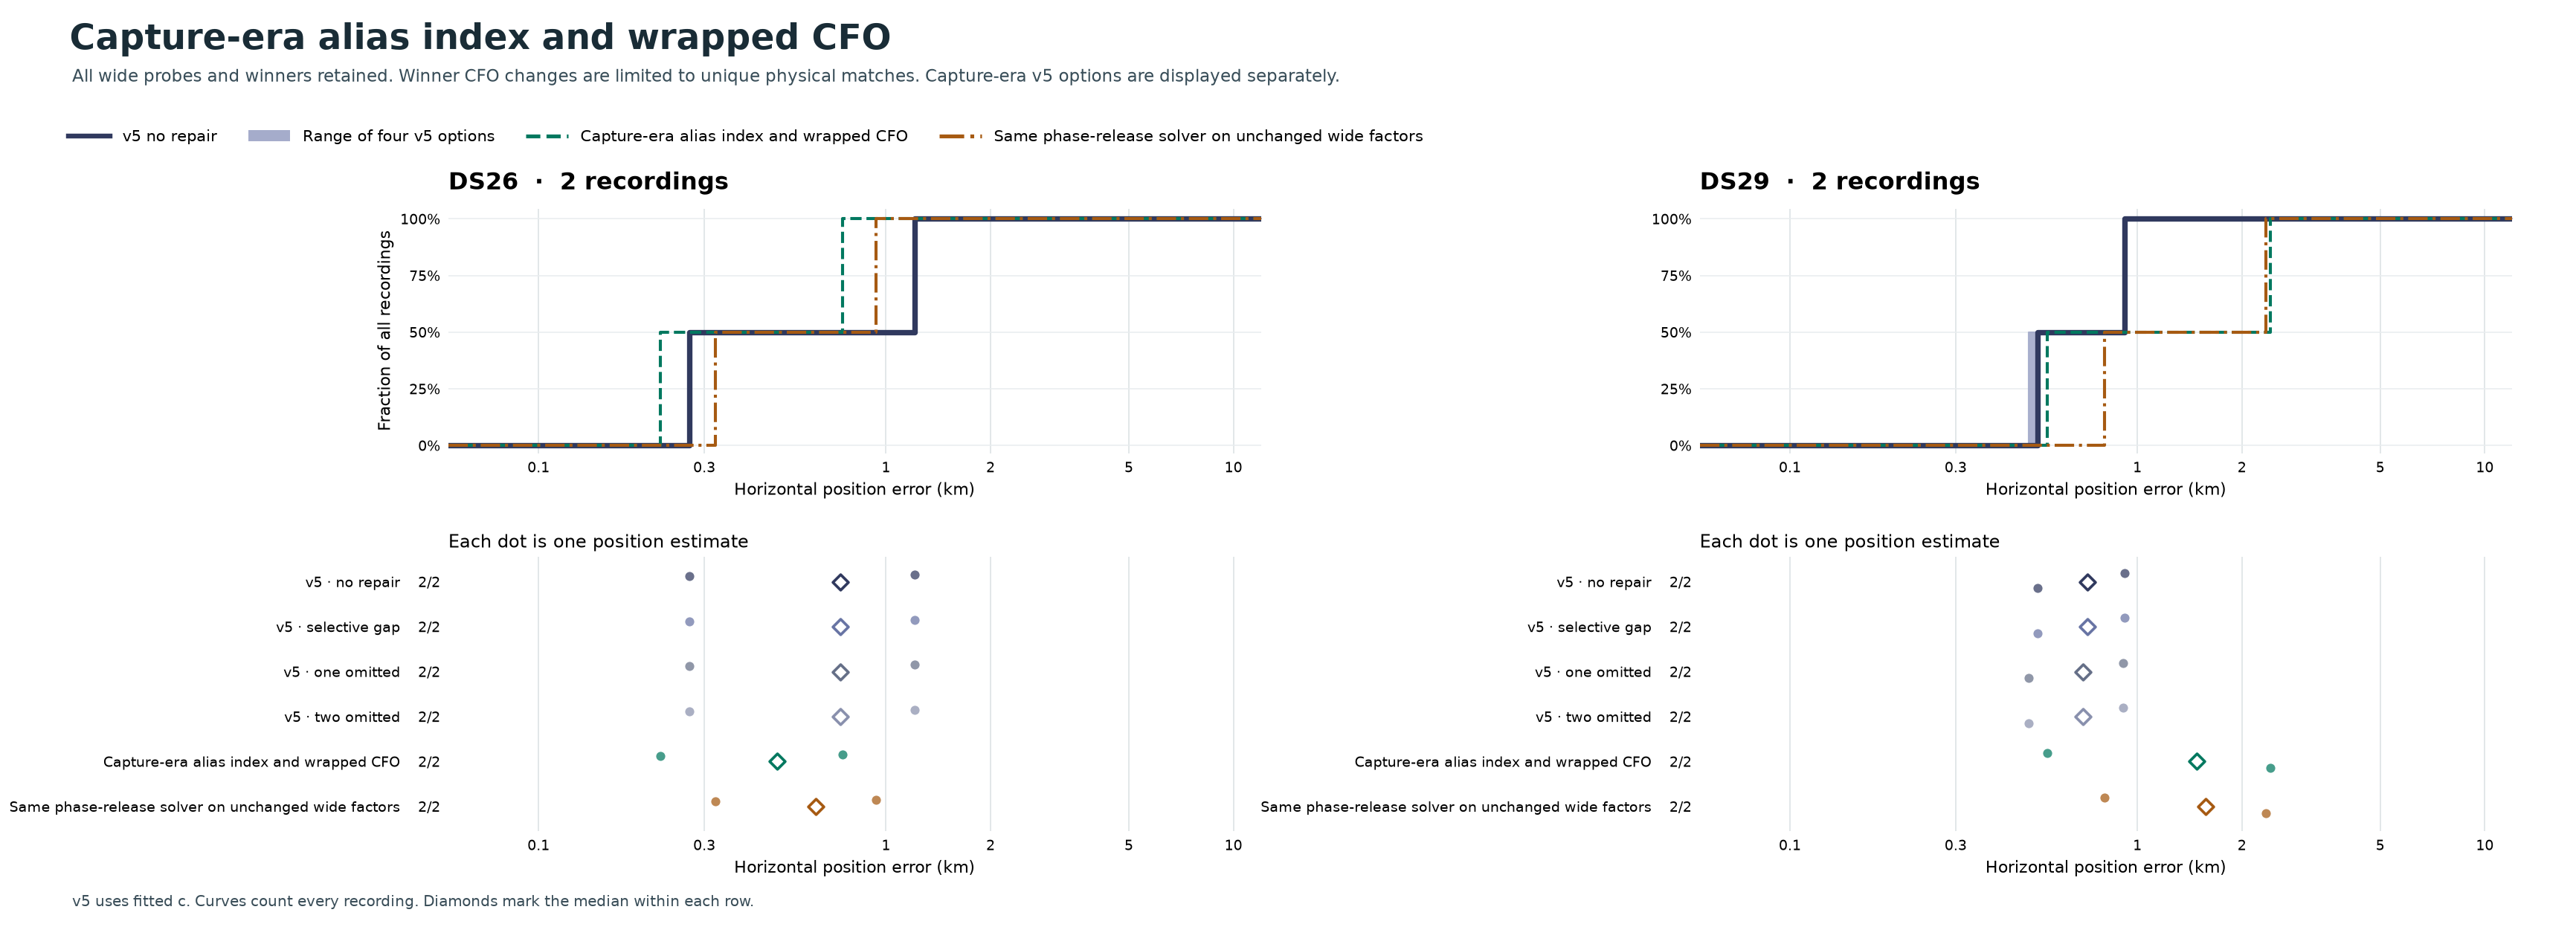 Capture-era alias index and wrapped CFO
All wide probes and winners retained. Winner CFO changes are limited to unique physical matches. Capture-era v5 options are displayed separately.
v5 no repair
Range of four v5 options
Capture-era alias index and wrapped CFO
Same phase-release solver on unchanged wide factors
DS26 · 2 recordings
Fraction of all recordings
100%
75%
50%
25%
0%
0.1 0.3 1 2 5 10
Horizontal position error (km)
DS29 · 2 recordings
100%
75%
50%
25%
0%
0.1 0.3 1 2 5 10
Horizontal position error (km)
Each dot is one position estimate
v5 · no repair 2/2
v5 · selective gap 2/2
v5 · one omitted 2/2
v5 · two omitted 2/2
Capture-era alias index and wrapped CFO 2/2
Same phase-release solver on unchanged wide factors 2/2
0.1 0.3 1 2 5 10
Horizontal position error (km)
Each dot is one position estimate
v5 · no repair 2/2
v5 · selective gap 2/2
v5 · one omitted 2/2
v5 · two omitted 2/2
Capture-era alias index and wrapped CFO 2/2
Same phase-release solver on unchanged wide factors 2/2
0.1 0.3 1 2 5 10
Horizontal position error (km)
v5 uses fitted c. Curves count every recording. Diamonds mark the median within each row.